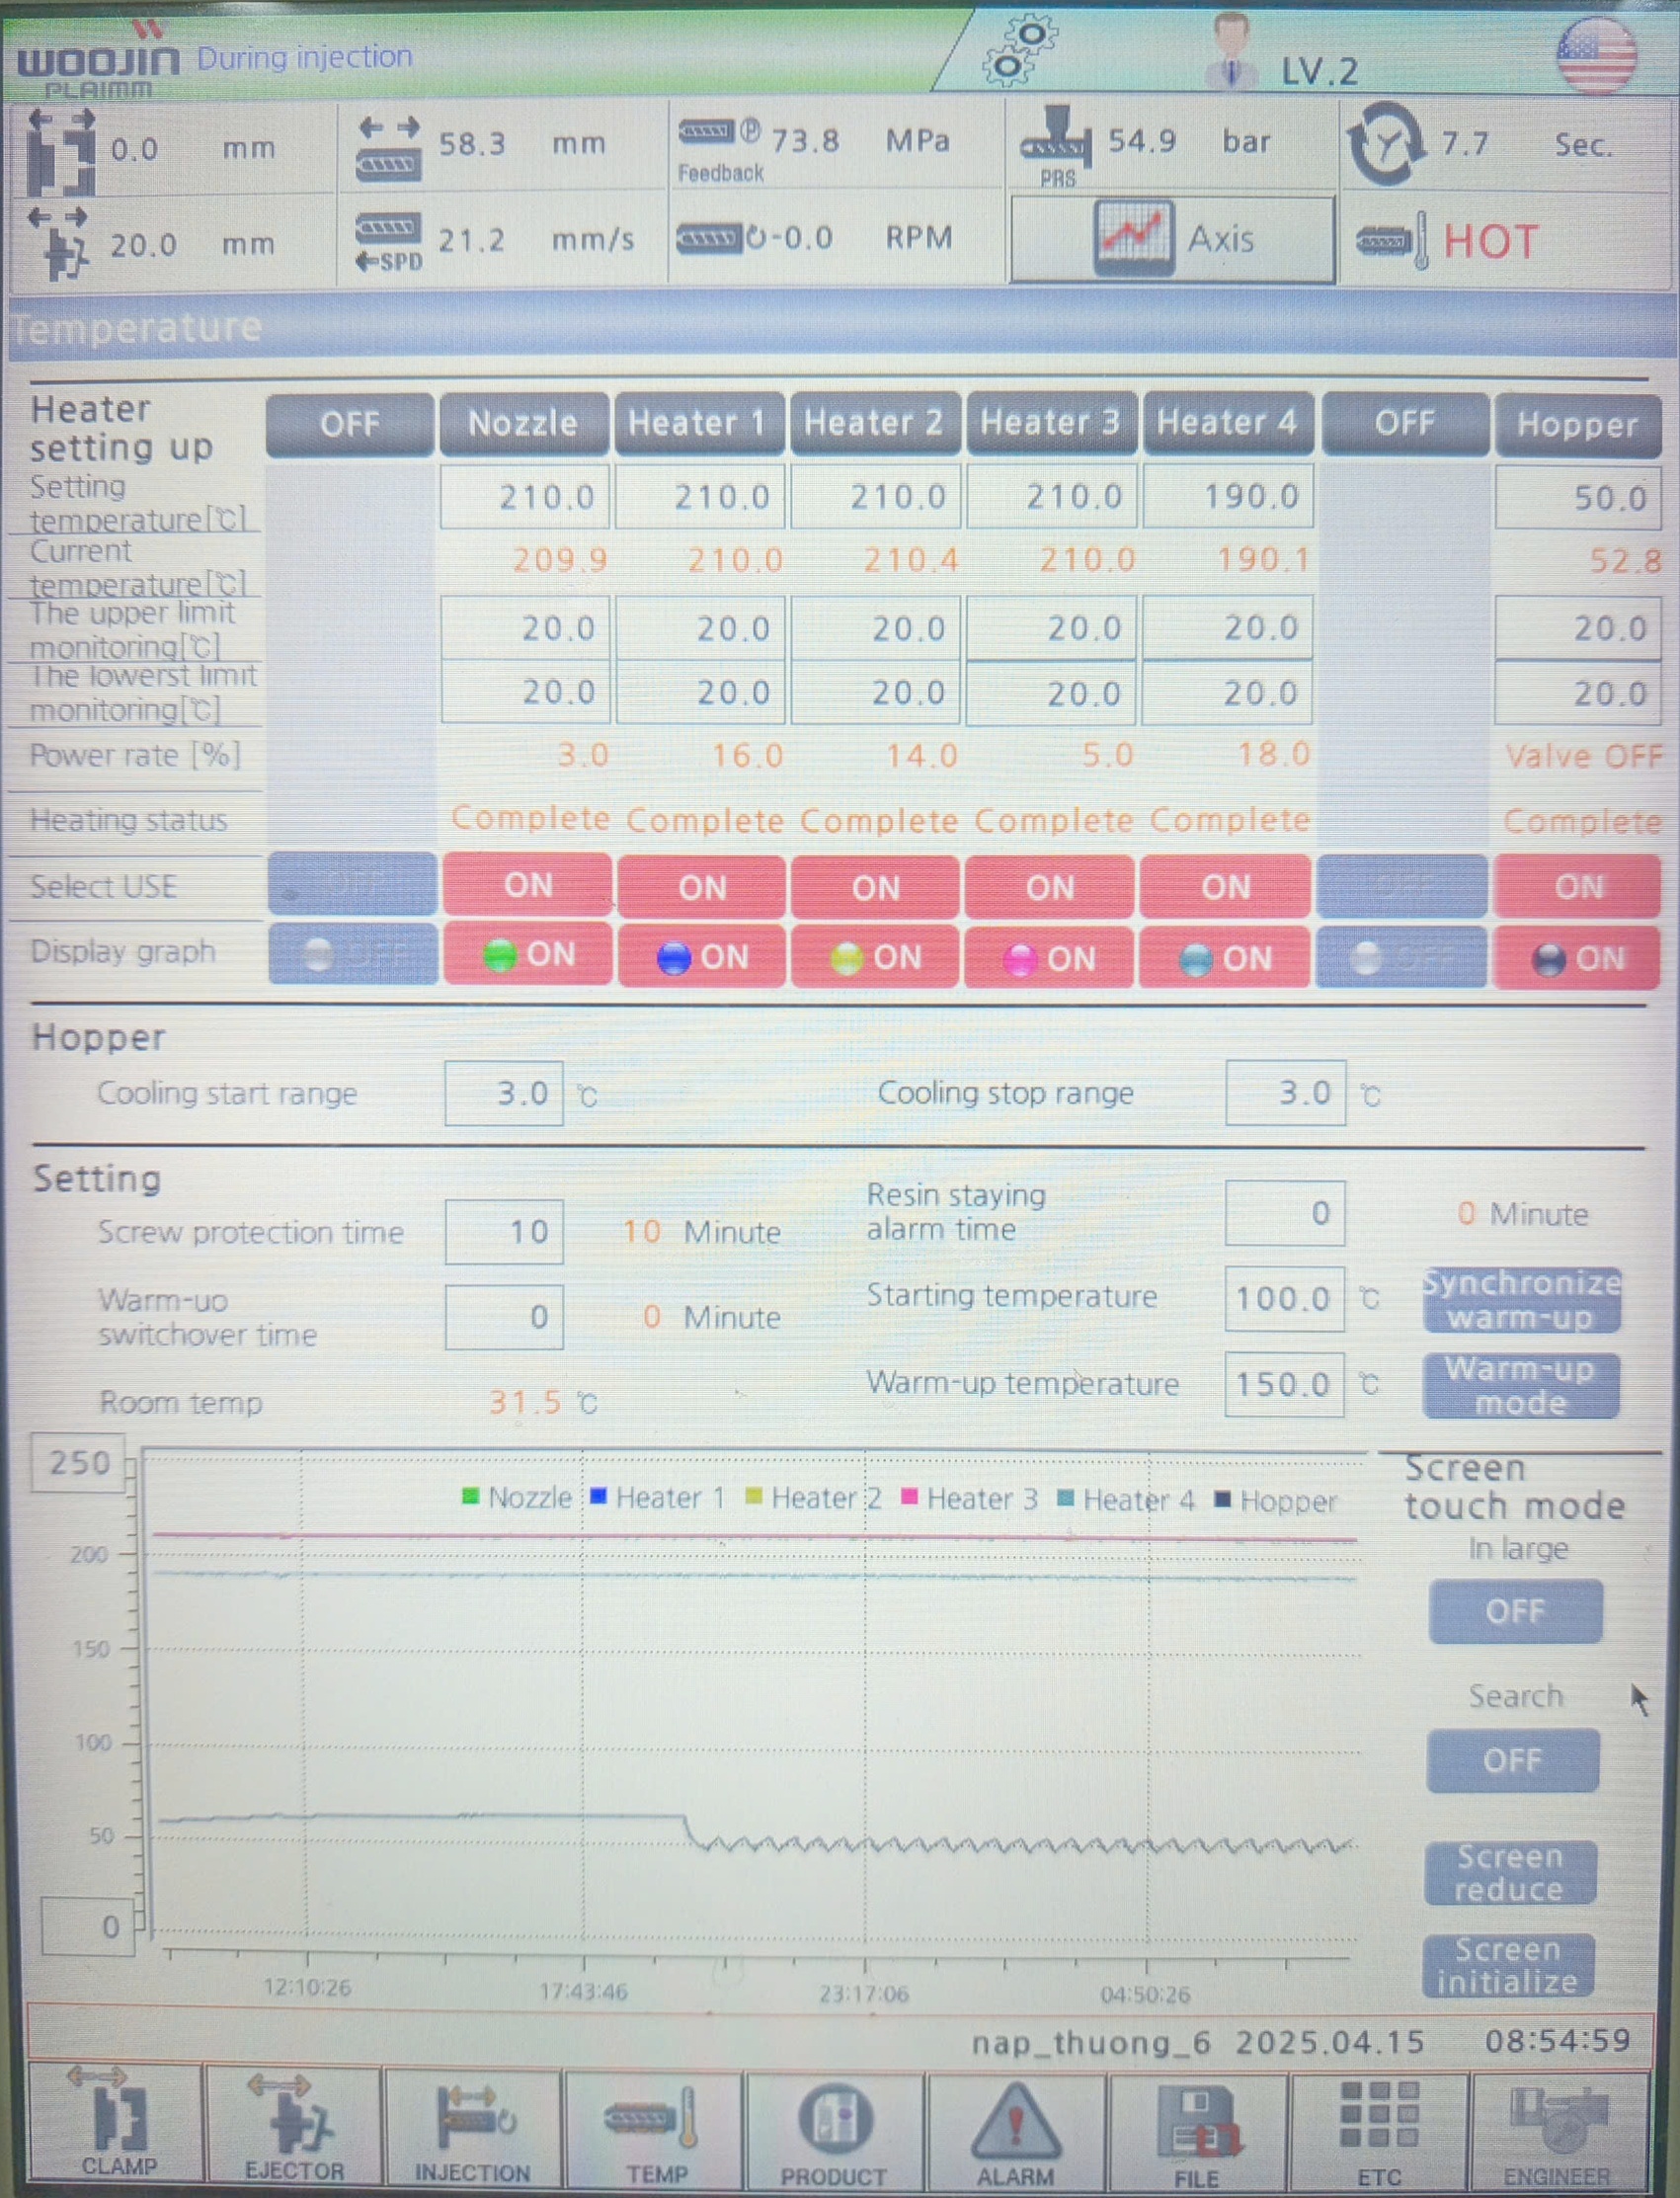 WOOJIN During injection LV.2
PLAIMM
0.0 mm 58.3 mm P 73.8 MPa 54.9 bar 7.7 Sec.
Feedback PRS
20.0 mm SPD 21.2 mm/s -0.0 RPM Axis HOT
Temperature
Heater setting up OFF Nozzle Heater 1 Heater 2 Heater 3 Heater 4 OFF Hopper
Setting temperature[℃] 210.0 210.0 210.0 210.0 190.0 50.0
Current temperature[℃] 209.9 210.0 210.4 210.0 190.1 52.8
The upper limit monitoring[℃] 20.0 20.0 20.0 20.0 20.0 20.0
The lowerst limit monitoring[℃] 20.0 20.0 20.0 20.0 20.0 20.0
Power rate [%] 3.0 16.0 14.0 5.0 18.0 Valve OFF
Heating status Complete Complete Complete Complete Complete Complete
Select USE OFF ON ON ON ON ON OFF ON
Display graph OFF ON ON ON ON ON OFF ON
Hopper
Cooling start range 3.0 ℃ Cooling stop range 3.0 ℃
Setting
Screw protection time 10 10 Minute Resin staying alarm time 0 0 Minute
Warm-uo switchover time 0 0 Minute Starting temperature 100.0 ℃ Synchronize warm-up
Room temp 31.5 ℃ Warm-up temperature 150.0 ℃ Warm-up mode
250
Nozzle Heater 1 Heater 2 Heater 3 Heater 4 Hopper
200
150
100
50
0
12:10:26 17:43:46 23:17:06 04:50:26
Screen touch mode
In large
OFF
Search
OFF
Screen reduce
Screen initialize
nap_thuong_6 2025.04.15 08:54:59
CLAMP EJECTOR INJECTION TEMP PRODUCT ALARM FILE ETC ENGINEER